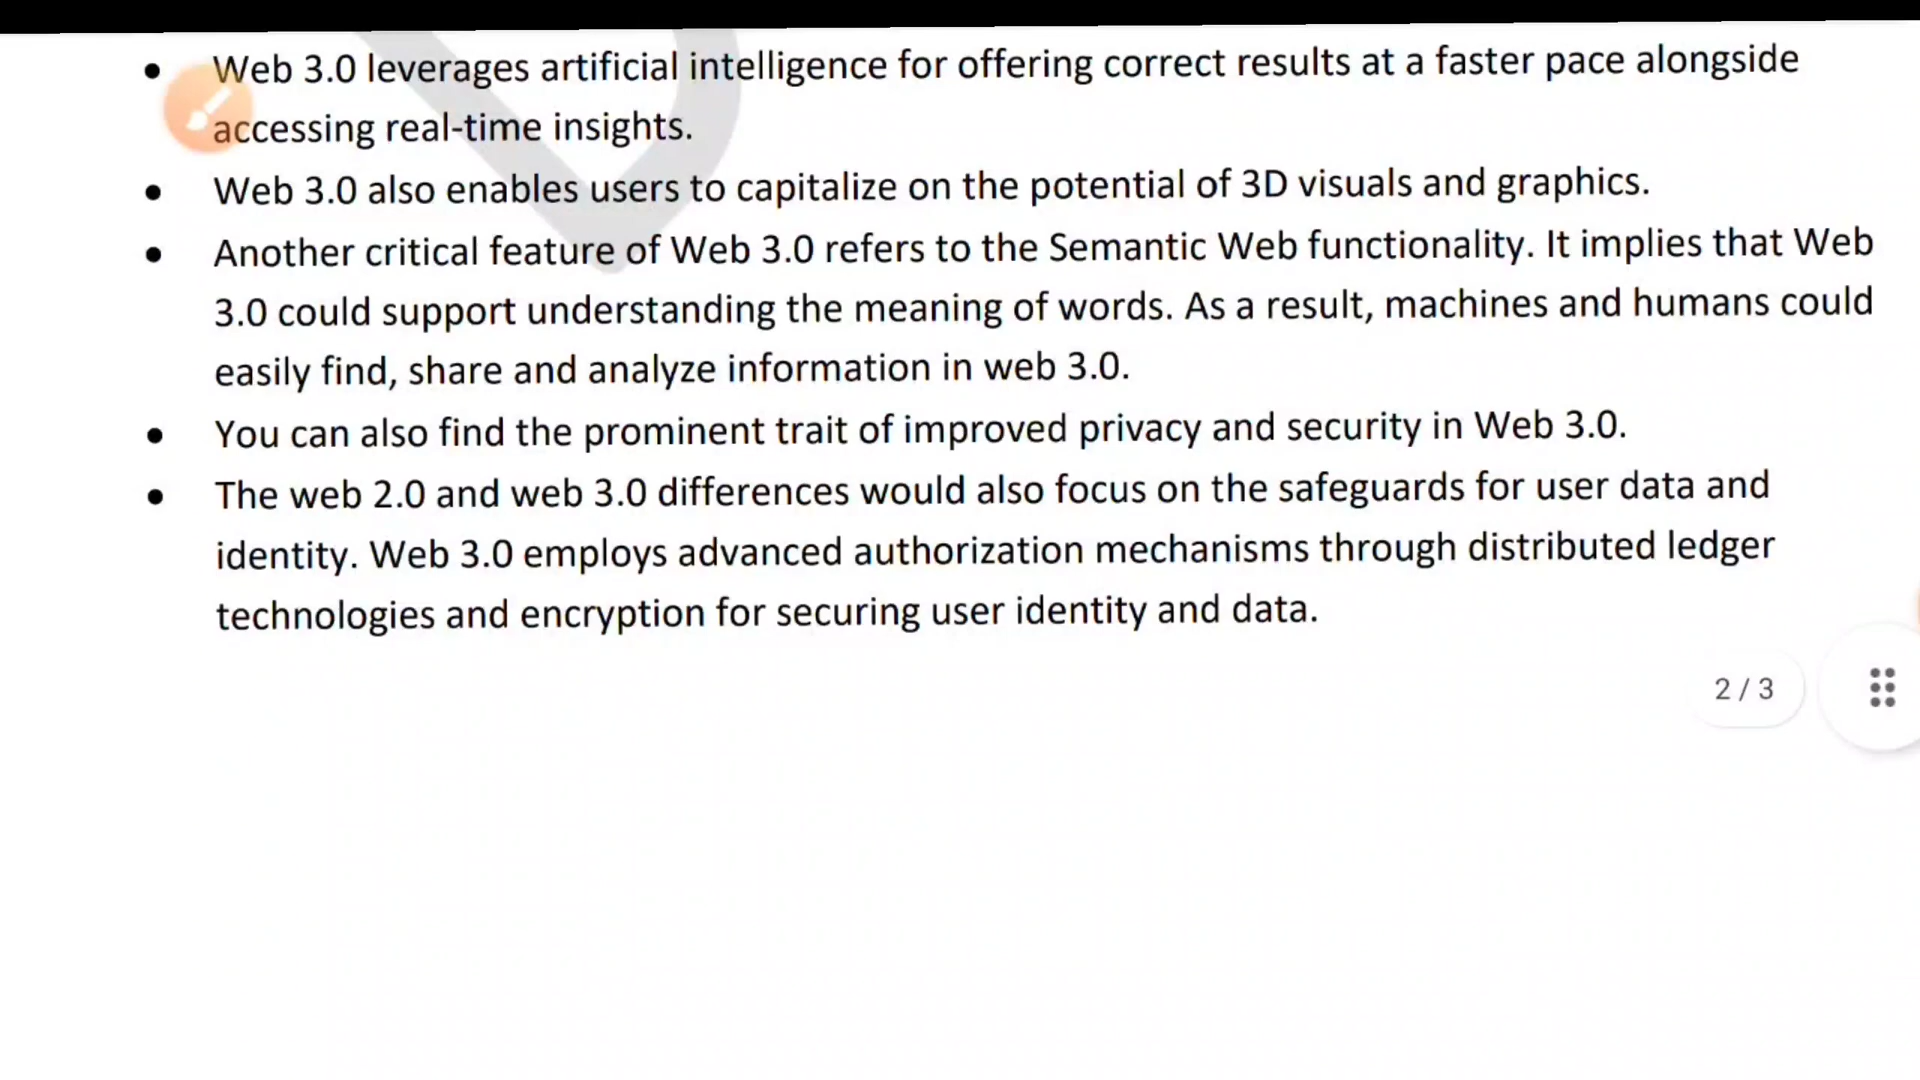 • Web 3.0 leverages artificial intelligence for offering correct results at a faster pace alongside
accessing real-time insights.
• Web 3.0 also enables users to capitalize on the potential of 3D visuals and graphics.
• Another critical feature of Web 3.0 refers to the Semantic Web functionality. It implies that Web
3.0 could support understanding the meaning of words. As a result, machines and humans could
easily find, share and analyze information in web 3.0.
• You can also find the prominent trait of improved privacy and security in Web 3.0.
• The web 2.0 and web 3.0 differences would also focus on the safeguards for user data and
identity. Web 3.0 employs advanced authorization mechanisms through distributed ledger
technologies and encryption for securing user identity and data.
2 / 3